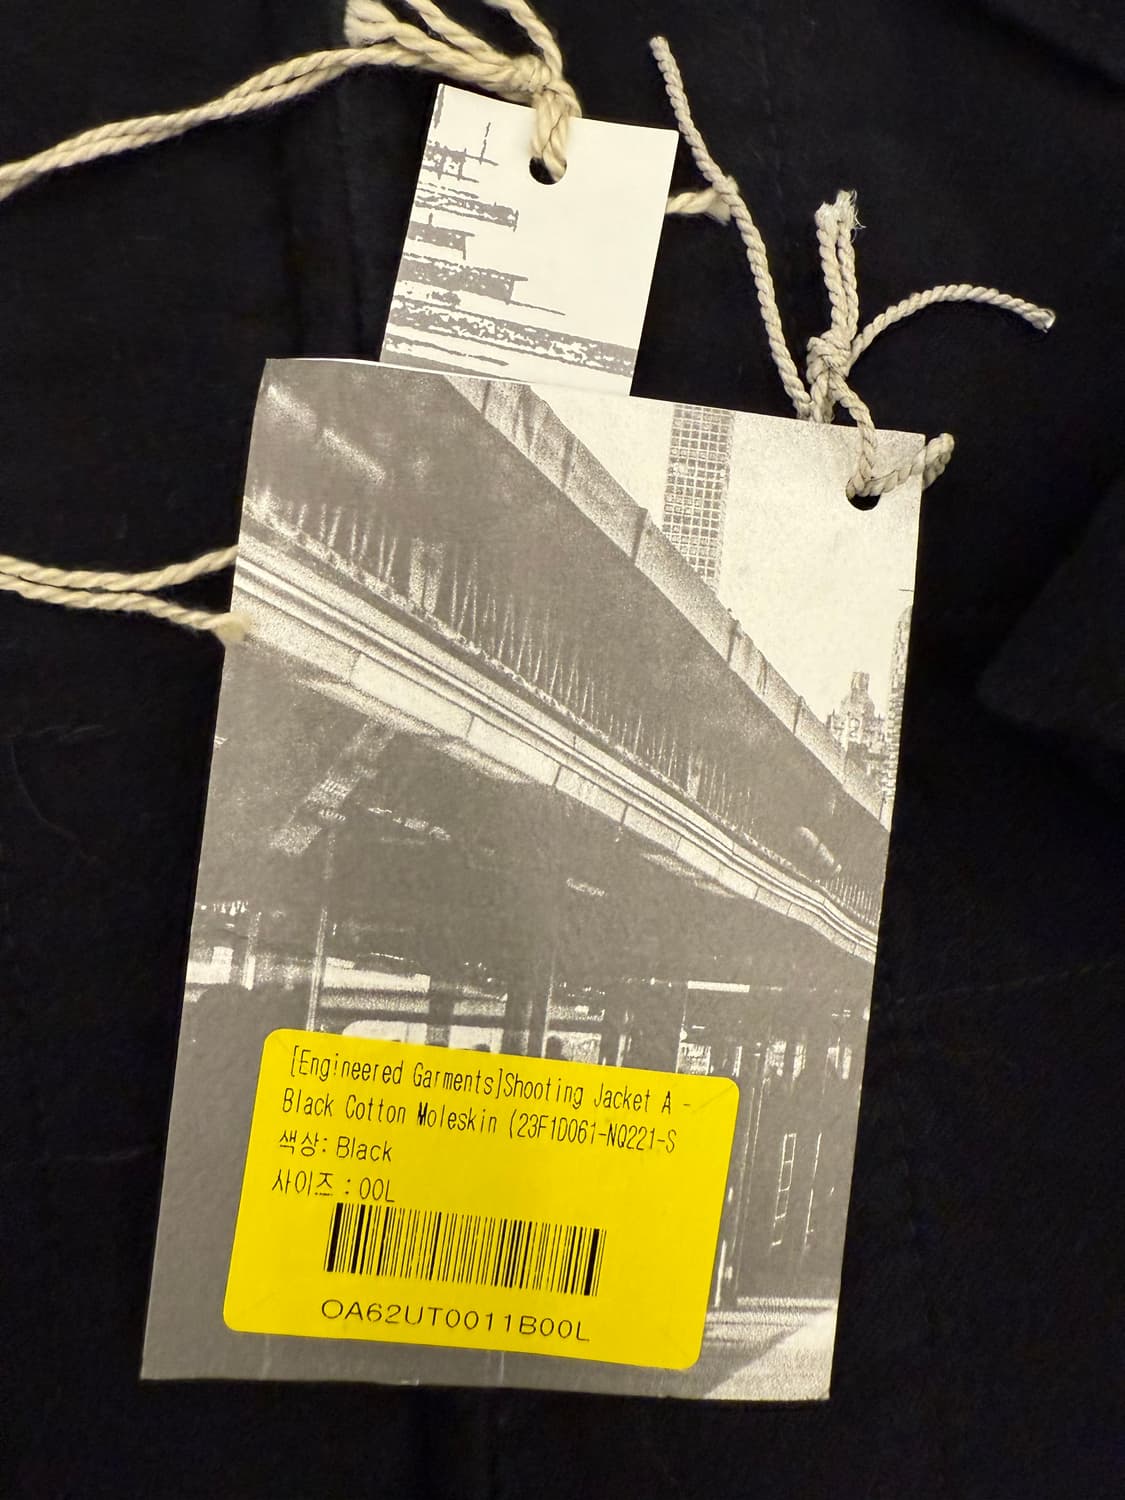 [Engineered Garments]Shooting Jacket A -
Black Cotton Moleskin (23F1D061-NQ221-S
색상: Black
사이즈 : 00L
OA62UT0011B00L